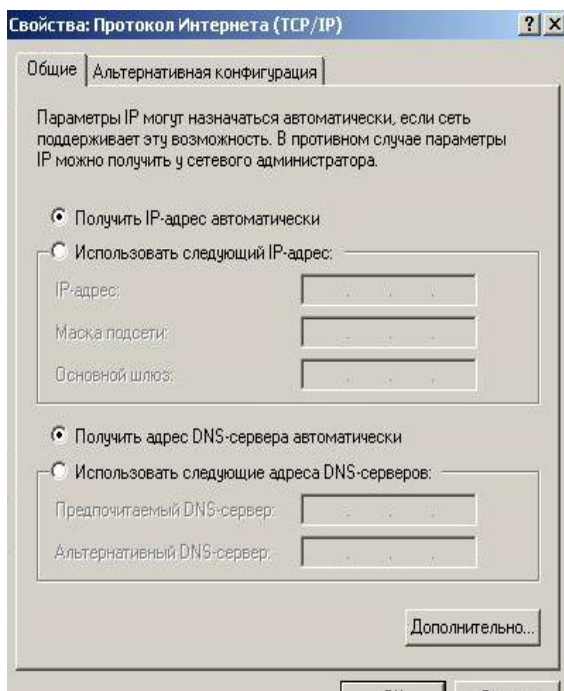 Свойства: Протокол Интернета (TCP/IP)
Общие
Альтернативная конфигурация
Параметры IP могут назначаться автоматически, если сеть
поддерживает эту возможность. В противном случае параметры
IP можно получить у сетевого администратора.
Получить IP-адрес автоматически
Использовать следующий IP-адрес:
IP-адрес:
Маска подсети:
Основной шлюз:
Получить адрес DNS-сервера автоматически
Использовать следующие адреса DNS-серверов:
Предпочитаемый DNS-сервер:
Альтернативный DNS-сервер:
Дополнительно...